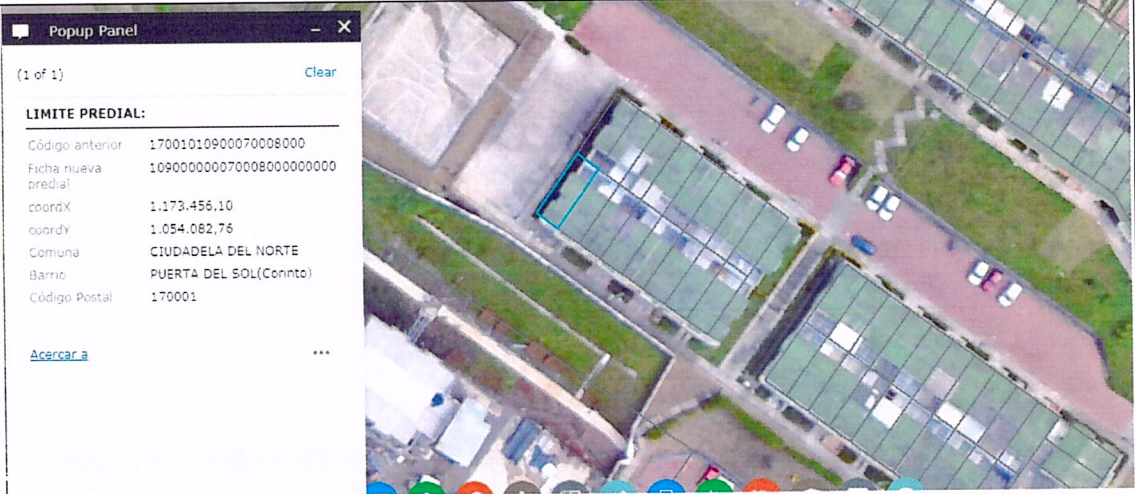 Popup Panel
(1 of 1) Clear
LIMITE PREDIAL:
Código anterior 17001010900070008000
Ficha nueva predial 109000000070008000000000
coordX 1.173.456,10
coordY 1.054.082,76
Comuna CIUDADELA DEL NORTE
Barrio PUERTA DEL SOL(Corinto)
Código Postal 170001
Acercar a